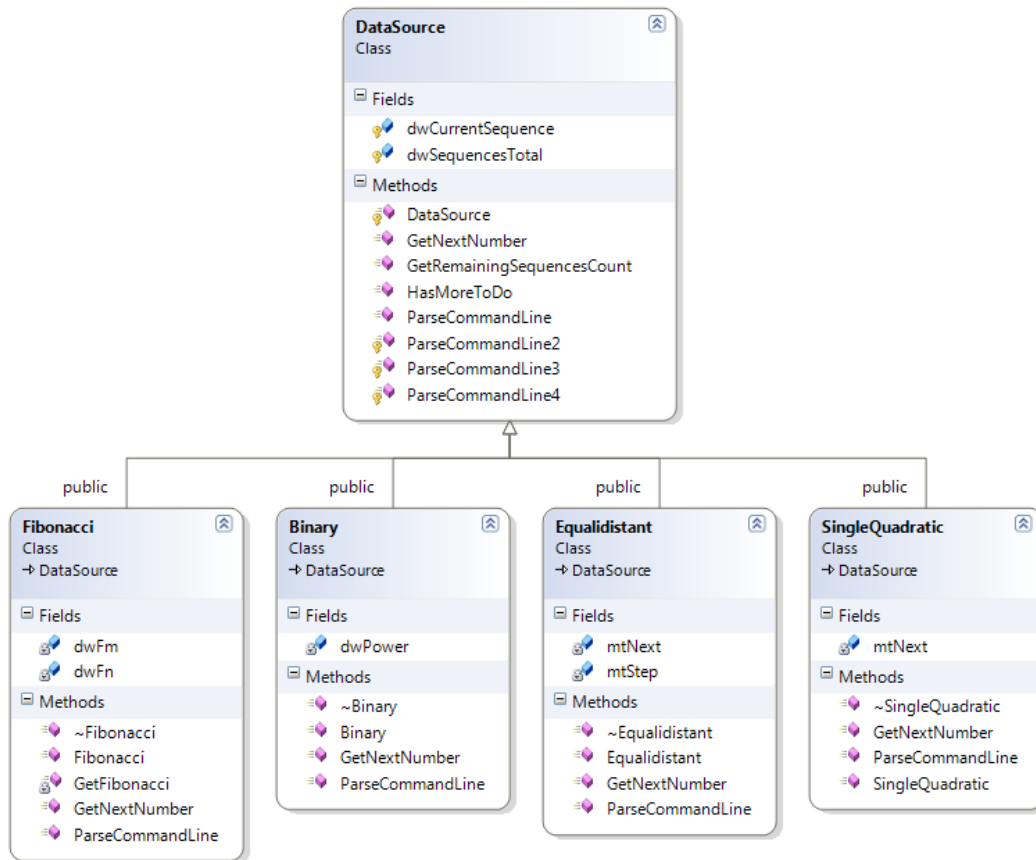 DataSource
Class
Fields
dwCurrentSequence
dwSequencesTotal
Methods
DataSource
GetNextNumber
GetRemainingSequencesCount
HasMoreToDo
ParseCommandLine
ParseCommandLine2
ParseCommandLine3
ParseCommandLine4
public
public
public
public
Fibonacci
Class
DataSource
Fields
dwFm
dwFn
Methods
~Fibonacci
Fibonacci
GetFibonacci
GetNextNumber
ParseCommandLine
Binary
Class
DataSource
Fields
dwPower
Methods
~Binary
Binary
GetNextNumber
ParseCommandLine
Equalidistant
Class
DataSource
Fields
mtNext
mtStep
Methods
~Equalidistant
Equalidistant
GetNextNumber
ParseCommandLine
SingleQuadratic
Class
DataSource
Fields
mtNext
Methods
~SingleQuadratic
GetNextNumber
ParseCommandLine
SingleQuadratic